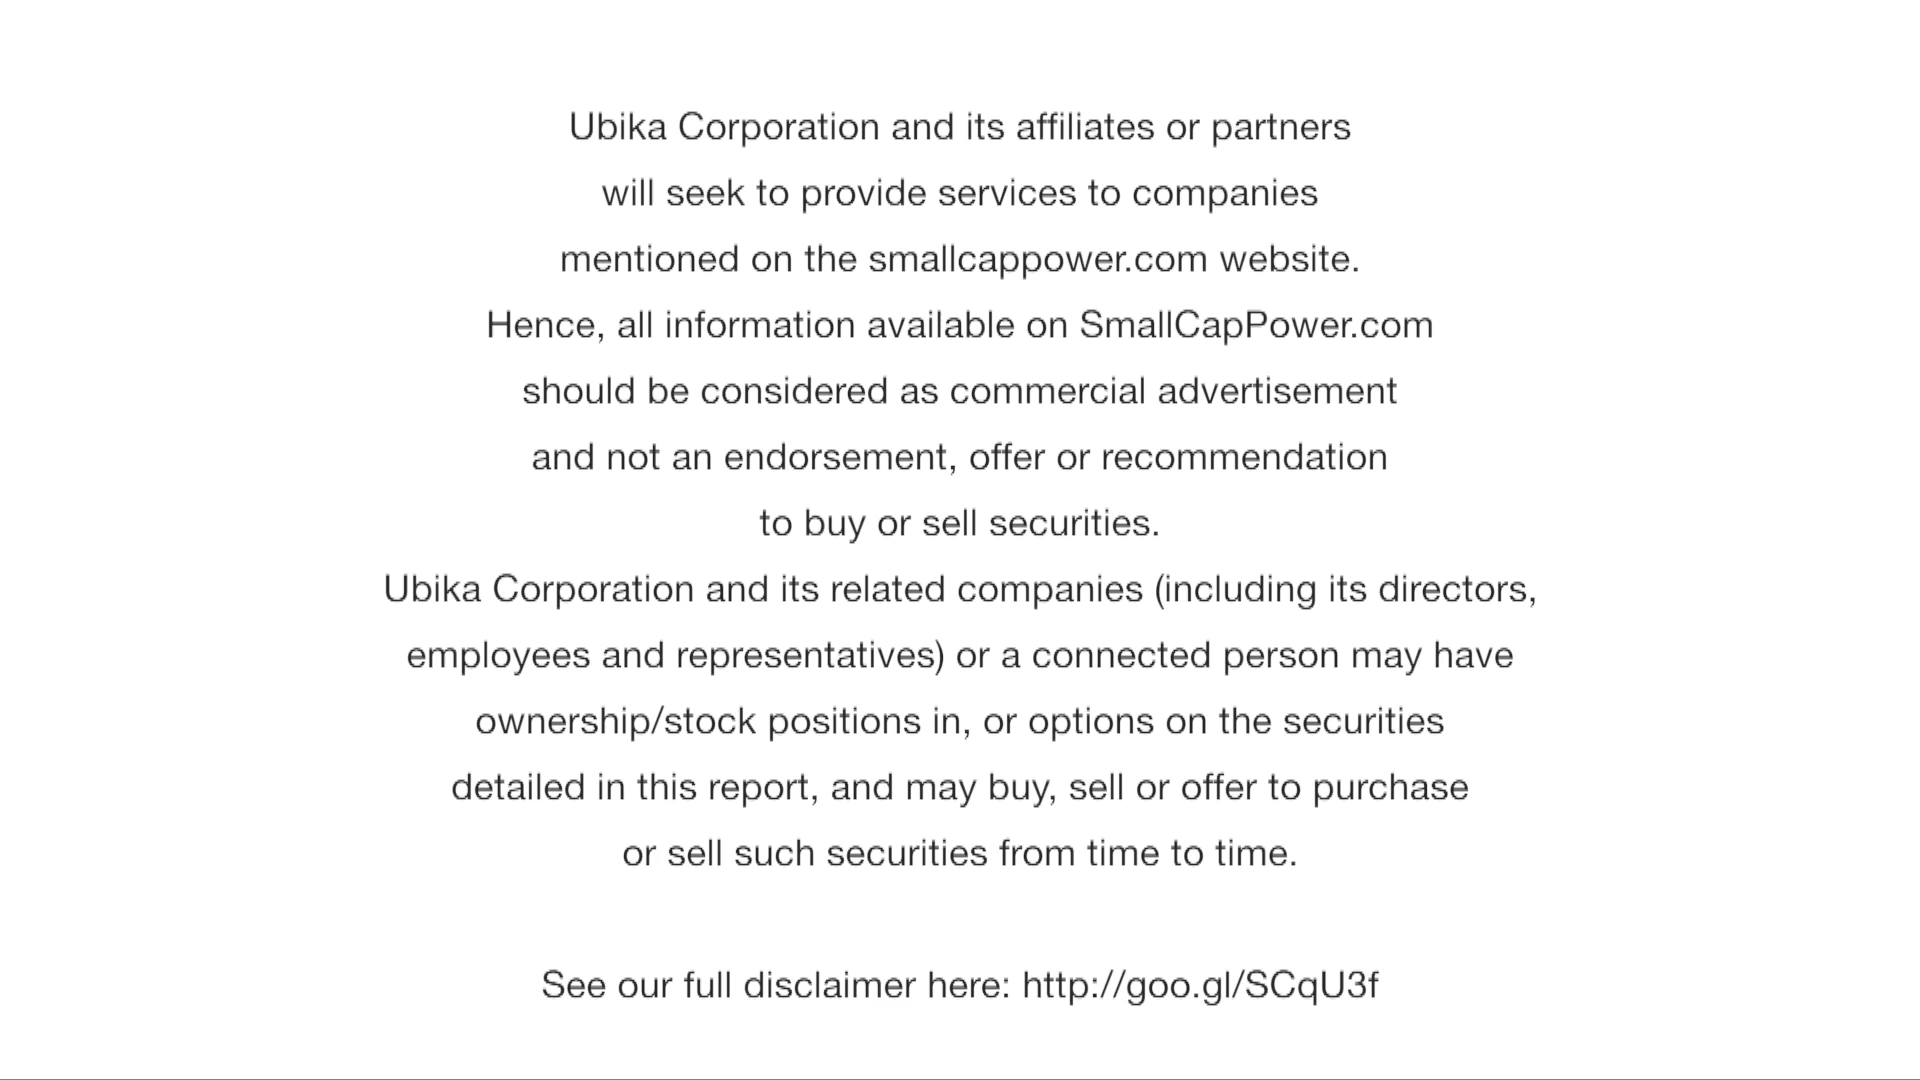 Ubika Corporation and its affiliates or partners
will seek to provide services to companies
mentioned on the smallcappower.com website.
Hence, all information available on SmallCapPower.com
should be considered as commercial advertisement
and not an endorsement, offer or recommendation
to buy or sell securities.
Ubika Corporation and its related companies (including its directors,
employees and representatives) or a connected person may have
ownership/stock positions in, or options on the securities
detailed in this report, and may buy, sell or offer to purchase
or sell such securities from time to time.
See our full disclaimer here: http://goo.gl/SCqU3f